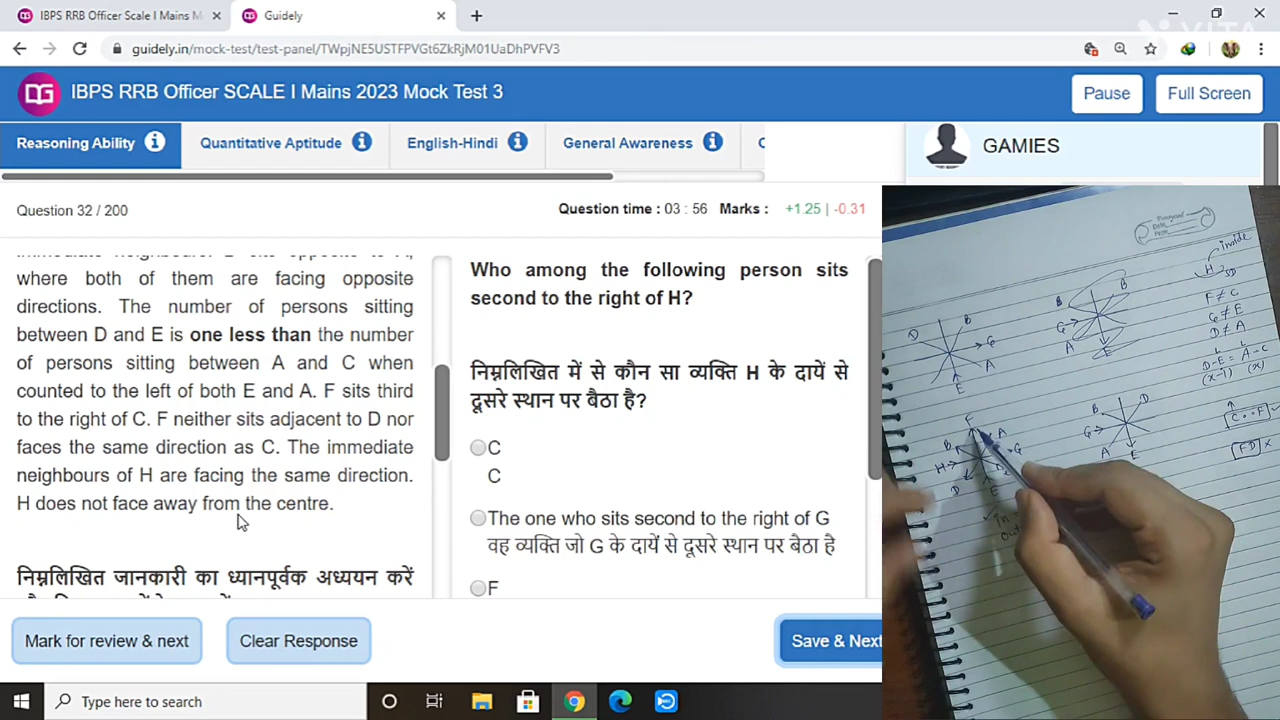 IBPS RRB Officer Scale I Mains M
Guidely
guidely.in/mock-test/test-panel/TWpjNE5USTFPVGt6ZkRjM01UaDhPVFV3
IBPS RRB Officer SCALE I Mains 2023 Mock Test 3
Pause
Full Screen
Reasoning Ability
Quantitative Aptitude
English-Hindi
General Awareness
C
GAMIES
Question 32 / 200
Question time : 03 : 56 Marks : +1.25 | -0.31
where both of them are facing opposite
directions. The number of persons sitting
between D and E is one less than the number
of persons sitting between A and C when
counted to the left of both E and A. F sits third
to the right of C. F neither sits adjacent to D nor
faces the same direction as C. The immediate
neighbours of H are facing the same direction.
H does not face away from the centre.
निम्नलिखित जानकारी का ध्यानपूर्वक अध्ययन करें
Who among the following person sits
second to the right of H?
निम्नलिखित में से कौन सा व्यक्ति H के दायें से
दूसरे स्थान पर बैठा है?
C
C
The one who sits second to the right of G
वह व्यक्ति जो G के दायें से दूसरे स्थान पर बैठा है
F
Mark for review & next
Clear Response
Save & Next
Type here to search
inside
H
F ≠ C
G ≠ E
D ≠ A
D-E = A-C
(x-1) (x)
C..F
FD x
D
B
G
A
E
B
B
G
A
E
F
A
B
G
H
D
E
B
D
G
A
E